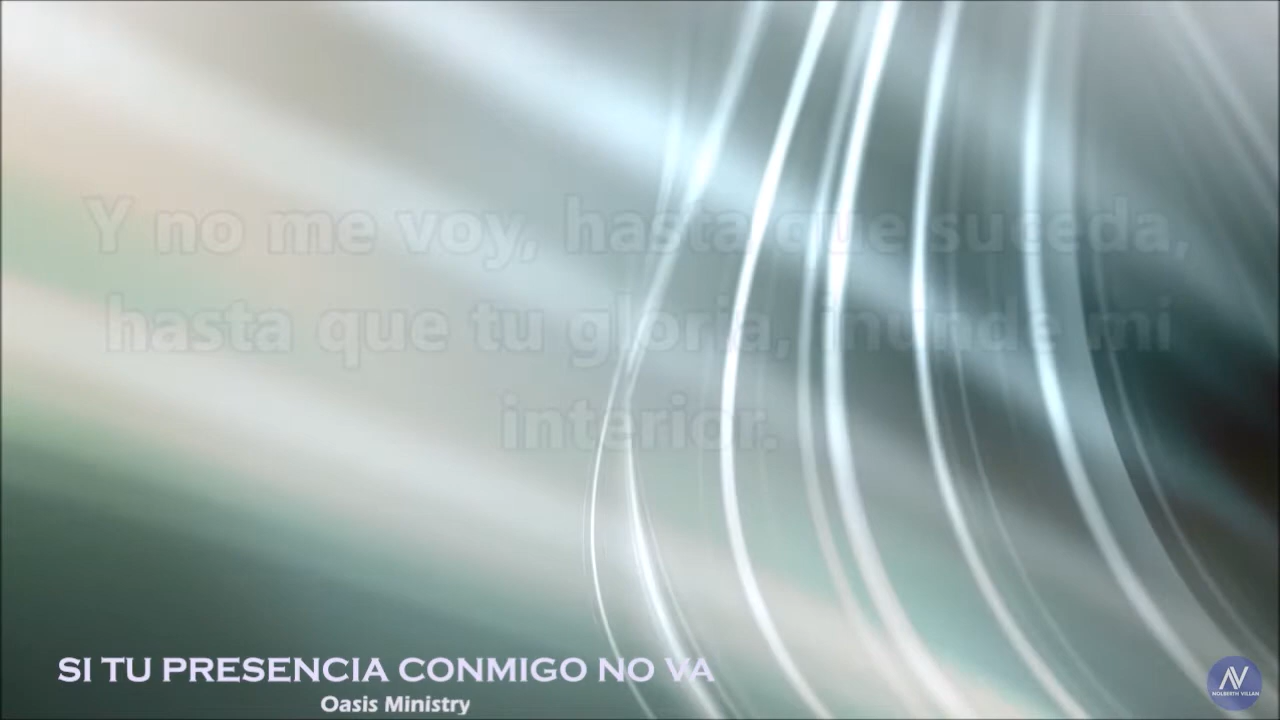 Y no me voy, hasta que suceda,
hasta que tu gloria, inunde mi
interior.
SI TU PRESENCIA CONMIGO NO VA
Oasis Ministry
NV
NOLBERTH VILLAN